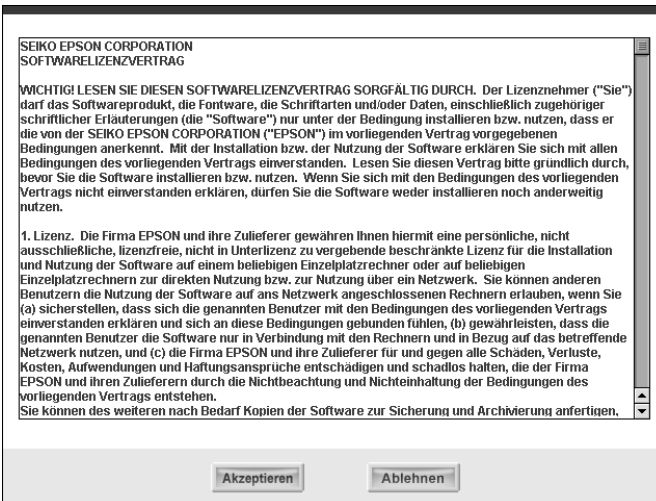 SEIKO EPSON CORPORATION
SOFTWARELIZENZVERTRAG
WICHTIG! LESEN SIE DIESEN SOFTWARELIZENZVERTRAG SORGFÄLTIG DURCH. Der Lizenznehmer ("Sie")
darf das Softwareprodukt, die Fontware, die Schriftarten und/oder Daten, einschließlich zugehöriger
schriftlicher Erläuterungen (die "Software") nur unter der Bedingung installieren bzw. nutzen, dass er
die von der SEIKO EPSON CORPORATION ("EPSON") im vorliegenden Vertrag vorgegebenen
Bedingungen anerkennt. Mit der Installation bzw. der Nutzung der Software erklären Sie sich mit allen
Bedingungen des vorliegenden Vertrags einverstanden. Lesen Sie diesen Vertrag bitte gründlich durch,
bevor Sie die Software installieren bzw. nutzen. Wenn Sie sich mit den Bedingungen des vorliegenden
Vertrags nicht einverstanden erklären, dürfen Sie die Software weder installieren noch anderweitig
nutzen.
1. Lizenz. Die Firma EPSON und ihre Zulieferer gewähren Ihnen hiermit eine persönliche, nicht
ausschließliche, lizenzfreie, nicht in Unterlizenz zu vergebende beschränkte Lizenz für die Installation
und Nutzung der Software auf einem beliebigen Einzelplatzrechner oder auf beliebigen
Einzelplatzrechnern zur direkten Nutzung bzw. zur Nutzung über ein Netzwerk. Sie können anderen
Benutzern die Nutzung der Software auf ans Netzwerk angeschlossenen Rechnern erlauben, wenn Sie
(a) sicherstellen, dass sich die genannten Benutzer mit den Bedingungen des vorliegenden Vertrags
einverstanden erklären und sich an diese Bedingungen gebunden fühlen, (b) gewährleisten, dass die
genannten Benutzer die Software nur in Verbindung mit den Rechnern und in Bezug auf das betreffende
Netzwerk nutzen, und (c) die Firma EPSON und ihre Zulieferer für und gegen alle Schäden, Verluste,
Kosten, Aufwendungen und Haftungsansprüche entschädigen und schadlos halten, die der Firma
EPSON und ihren Zulieferern durch die Nichtbeachtung und Nichteinhaltung der Bedingungen des
vorliegenden Vertrags entstehen.
Sie können des weiteren nach Bedarf Kopien der Software zur Sicherung und Archivierung anfertigen,
Akzeptieren
Ablehnen